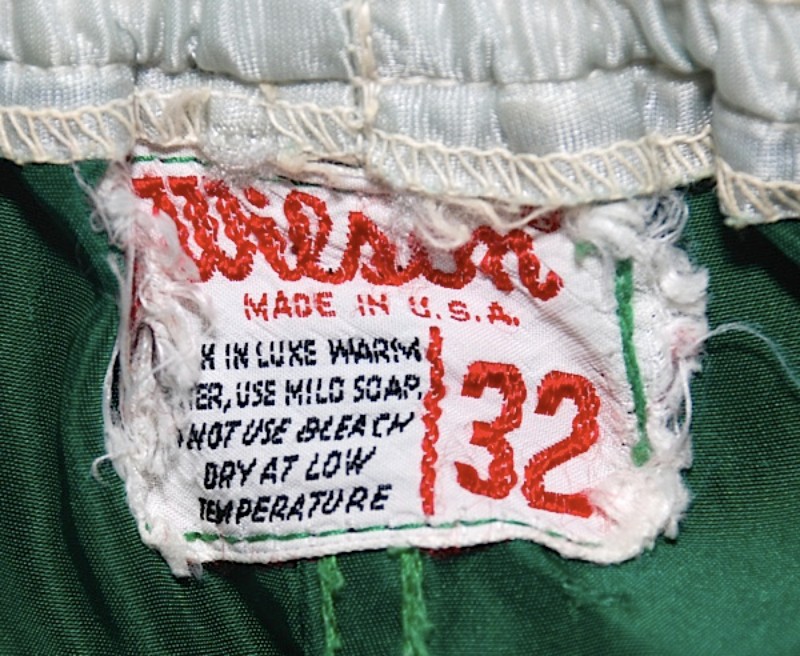 Wilson
MADE IN U.S.A.
IN LUKE WARM
USE MILD SOAP.
NOT USE BLEACH
DRY AT LOW
TEMPERATURE
32